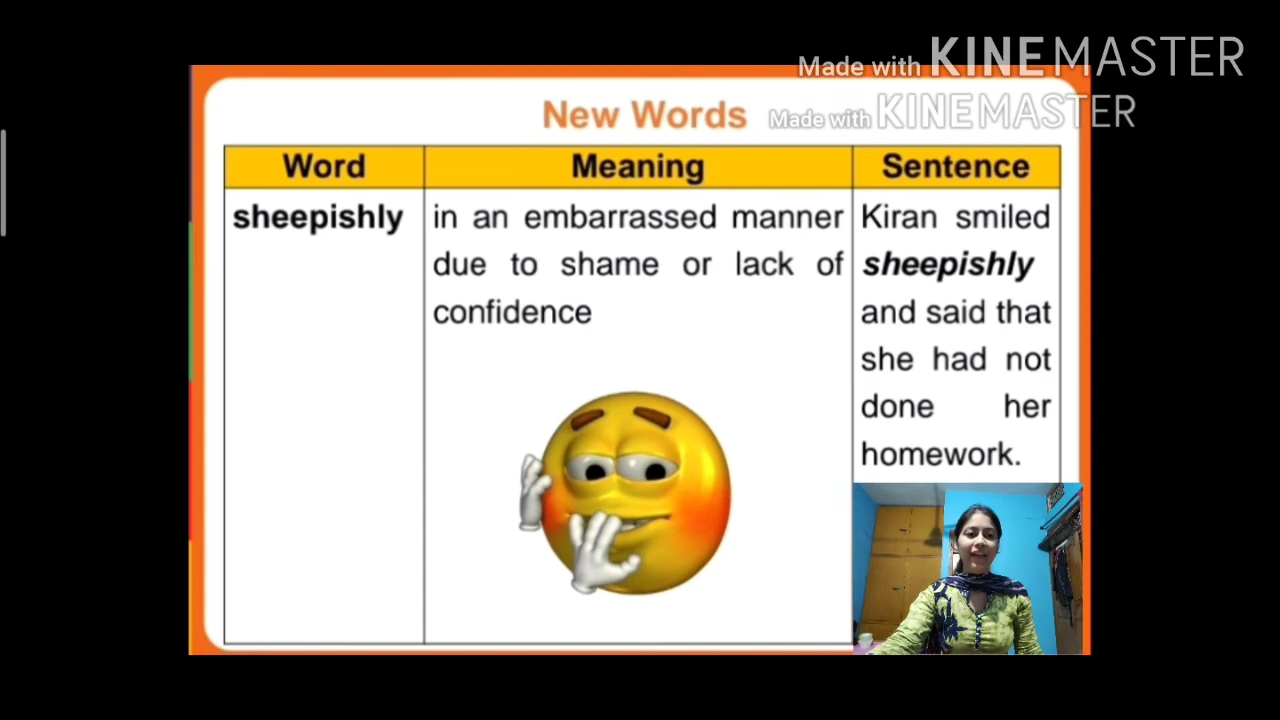 Made with KINEMASTER
New Words
Made with KINEMASTER
Word
Meaning
Sentence
sheepishly
in an embarrassed manner
due to shame or lack of
confidence
Kiran smiled
sheepishly
and said that
she had not
done her
homework.